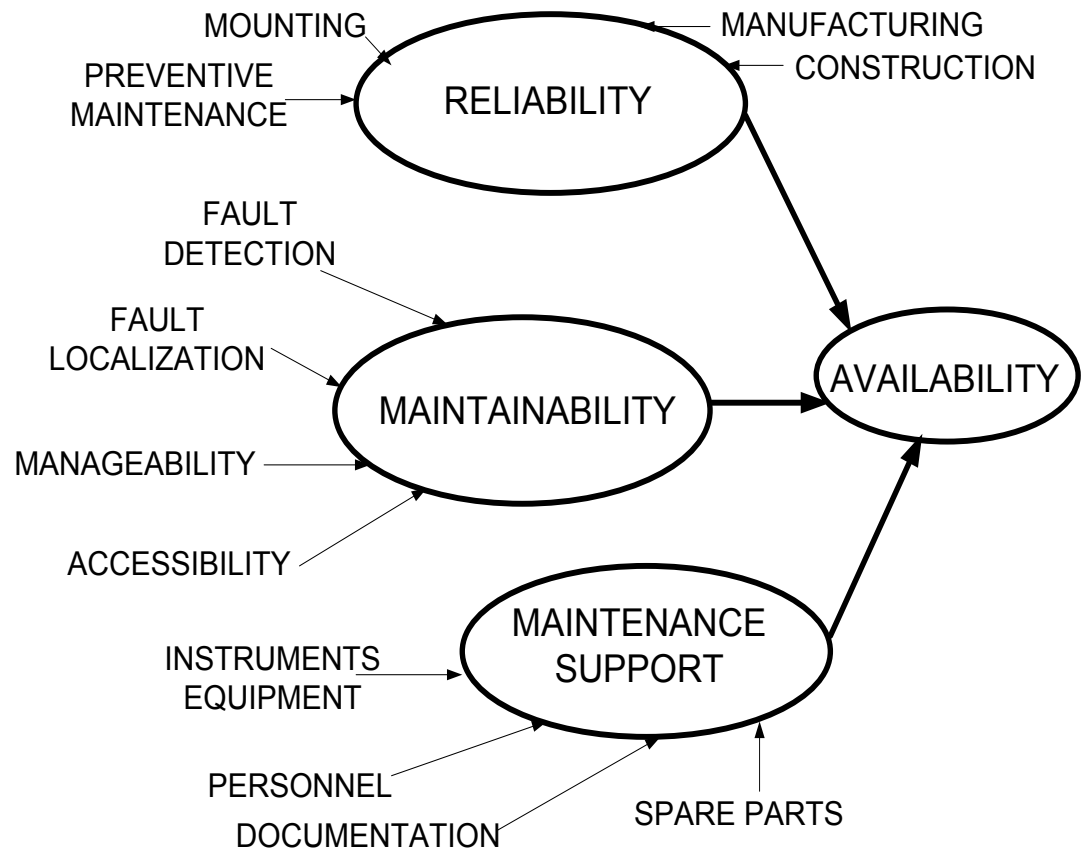 MOUNTING
MANUFACTURING
CONSTRUCTION
PREVENTIVE
MAINTENANCE
RELIABILITY
FAULT
DETECTION
FAULT
LOCALIZATION
AVAILABILITY
MAINTAINABILITY
MANAGEABILITY
ACCESSIBILITY
MAINTENANCE
SUPPORT
INSTRUMENTS
EQUIPMENT
PERSONNEL
SPARE PARTS
DOCUMENTATION